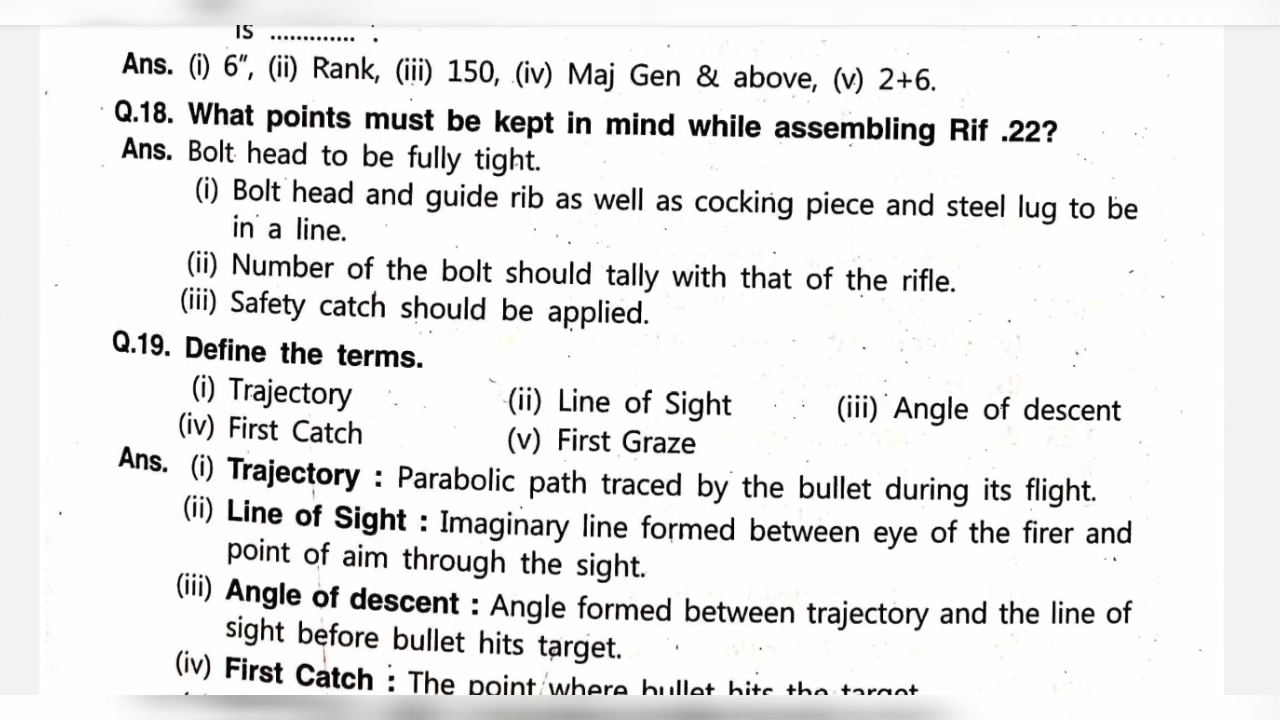 is ............. :
Ans. (i) 6", (ii) Rank, (iii) 150, (iv) Maj Gen & above, (v) 2+6.
Q.18. What points must be kept in mind while assembling Rif .22?
Ans. Bolt head to be fully tight.
(i) Bolt head and guide rib as well as cocking piece and steel lug to be
in a line.
(ii) Number of the bolt should tally with that of the rifle.
(iii) Safety catch should be applied.
Q.19. Define the terms.
(i) Trajectory (ii) Line of Sight (iii) Angle of descent
(iv) First Catch (v) First Graze
Ans. (i) Trajectory : Parabolic path traced by the bullet during its flight.
(ii) Line of Sight : Imaginary line formed between eye of the firer and
point of aim through the sight.
(iii) Angle of descent : Angle formed between trajectory and the line of
sight before bullet hits target.
(iv) First Catch : The point where bullet hits the target